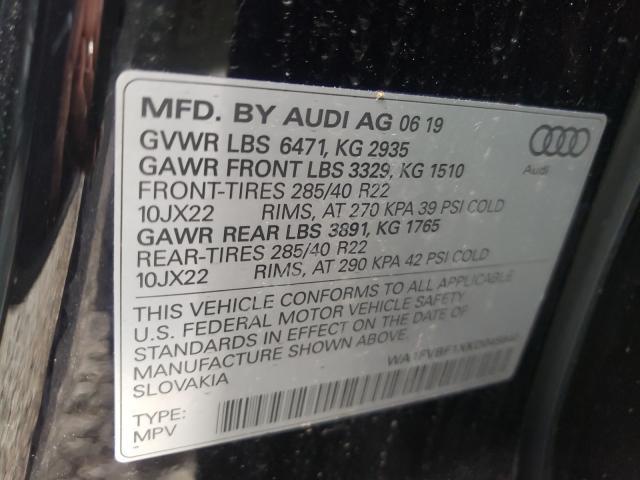 MFD. BY AUDI AG 06 19
GVWR LBS 6471, KG 2935
GAWR FRONT LBS 3329, KG 1510
FRONT-TIRES 285/40 R22
10JX22 RIMS, AT 270 KPA 39 PSI COLD
GAWR REAR LBS 3891, KG 1765
REAR-TIRES 285/40 R22
10JX22 RIMS, AT 290 KPA 42 PSI COLD
Audi
THIS VEHICLE CONFORMS TO ALL APPLICABLE
U.S. FEDERAL MOTOR VEHICLE SAFETY
STANDARDS IN EFFECT ON THE DATE OF
MANUFACTURE SHOWN ABOVE.
SLOVAKIA
TYPE:
MPV